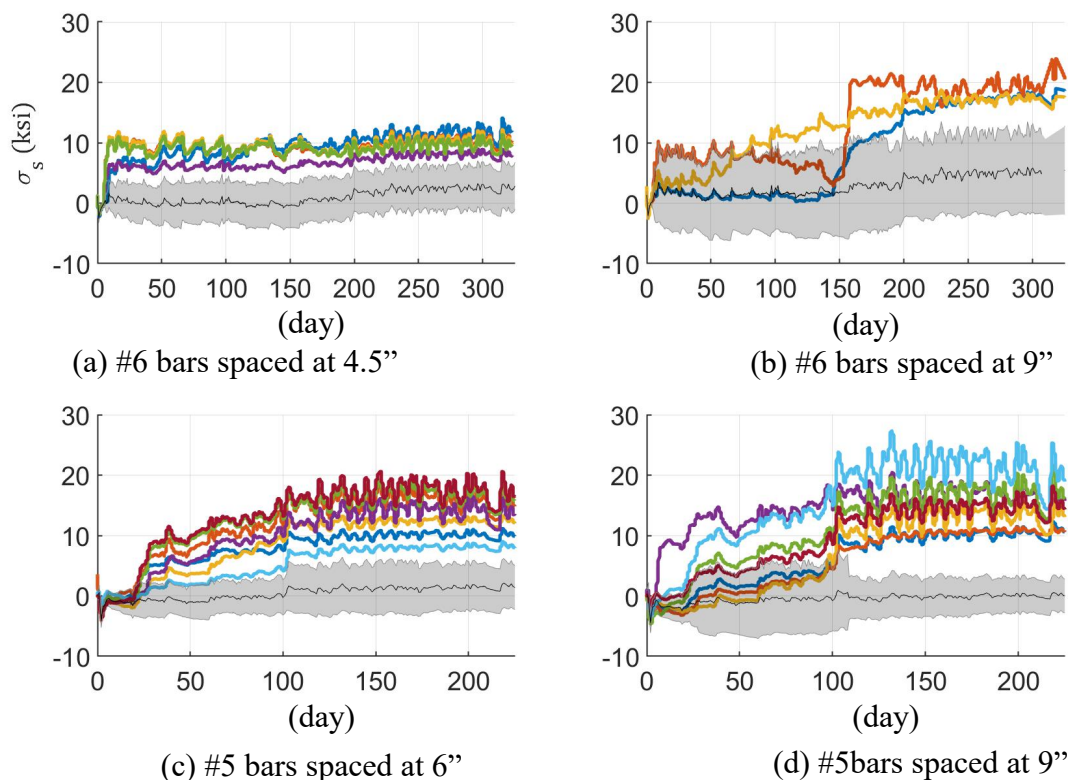 30
20
10
0
-10
σs (ksi)
0 50 100 150 200 250 300
(day)
(a) #6 bars spaced at 4.5”
30
20
10
0
-10
0 50 100 150 200 250 300
(day)
(b) #6 bars spaced at 9”
30
20
10
0
-10
0 50 100 150 200
(day)
(c) #5 bars spaced at 6”
30
20
10
0
-10
0 50 100 150 200
(day)
(d) #5bars spaced at 9”